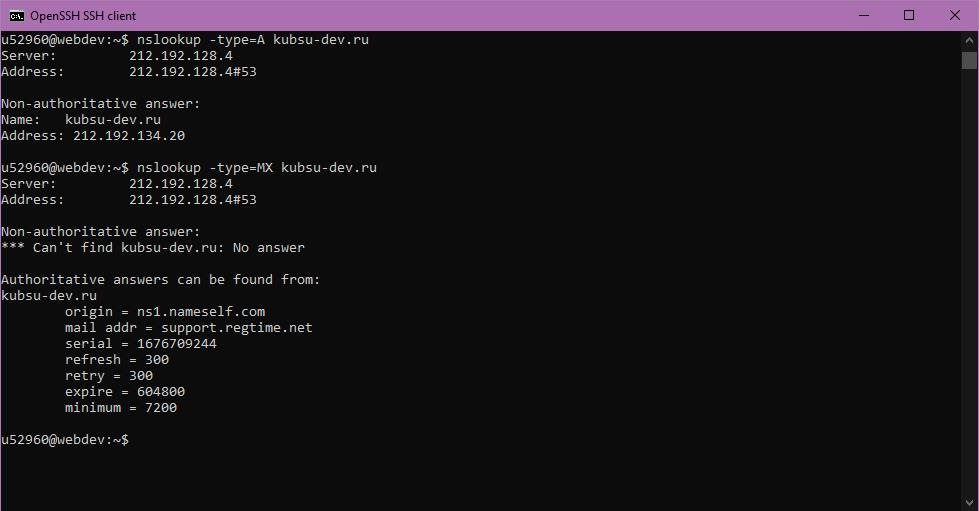 OpenSSH SSH client
u52960@webdev:~$ nslookup -type=A kubsu-dev.ru
Server:         212.192.128.4
Address:        212.192.128.4#53

Non-authoritative answer:
Name:   kubsu-dev.ru
Address: 212.192.134.20

u52960@webdev:~$ nslookup -type=MX kubsu-dev.ru
Server:         212.192.128.4
Address:        212.192.128.4#53

Non-authoritative answer:
*** Can't find kubsu-dev.ru: No answer

Authoritative answers can be found from:
kubsu-dev.ru
        origin = ns1.nameself.com
        mail addr = support.regtime.net
        serial = 1676709244
        refresh = 300
        retry = 300
        expire = 604800
        minimum = 7200

u52960@webdev:~$